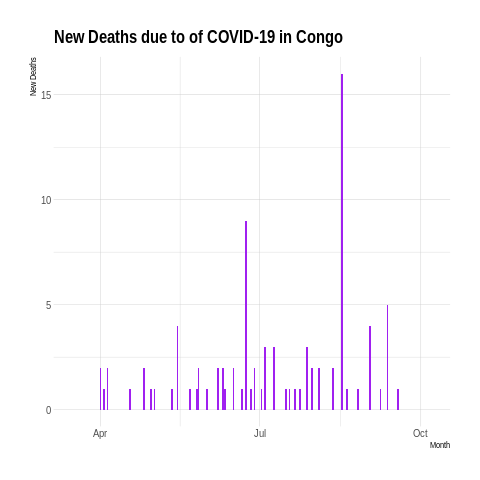 New Deaths due to of COVID-19 in Congo
New Deaths
15
10
5
0
Apr
Jul
Oct
Month